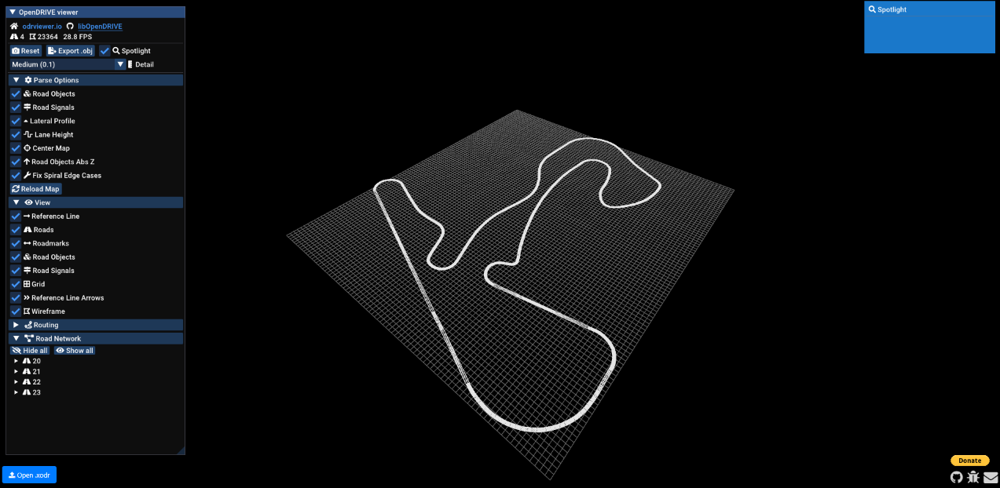 OpenDRIVE viewer
odrviewer.io libOpenDRIVE
4 23364 28.8 FPS
Reset Export .obj Spotlight
Medium (0.1) Detail
Parse Options
Road Objects
Road Signals
Lateral Profile
Lane Height
Center Map
Road Objects Abs Z
Fix Spiral Edge Cases
Reload Map
View
Reference Line
Roads
Roadmarks
Road Objects
Road Signals
Grid
Reference Line Arrows
Wireframe
Routing
Road Network
Hide all Show all
20
21
22
23
Open .xodr
Spotlight
Donate